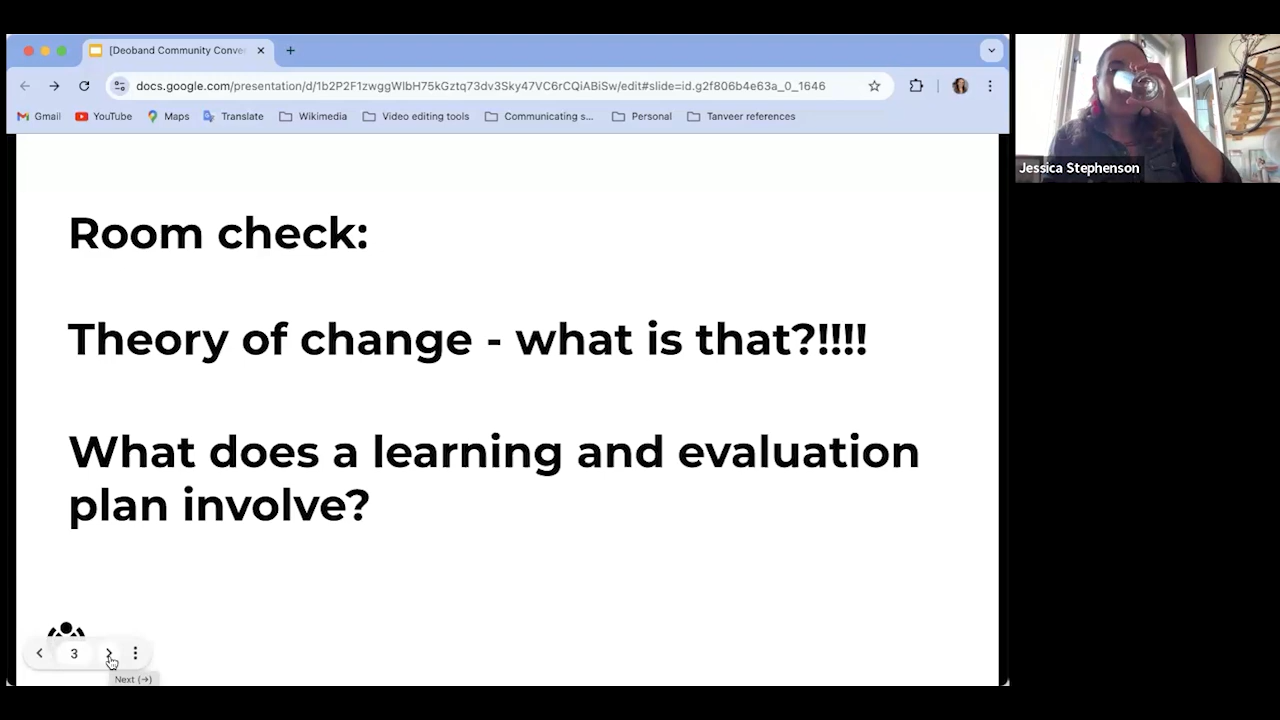 [Deoband Community Conve
docs.google.com/presentation/d/1b2P2F1zwggWlbH75kGztq73dv3Sky47VC6rCQiABiSw/edit#slide=id.g2f806b4e63a_0_1646
Gmail YouTube Maps Translate Wikimedia Video editing tools Communicating s... Personal Tanveer references
Jessica Stephenson
Room check:
Theory of change - what is that?!!!!
What does a learning and evaluation
plan involve?
3
Next (→)